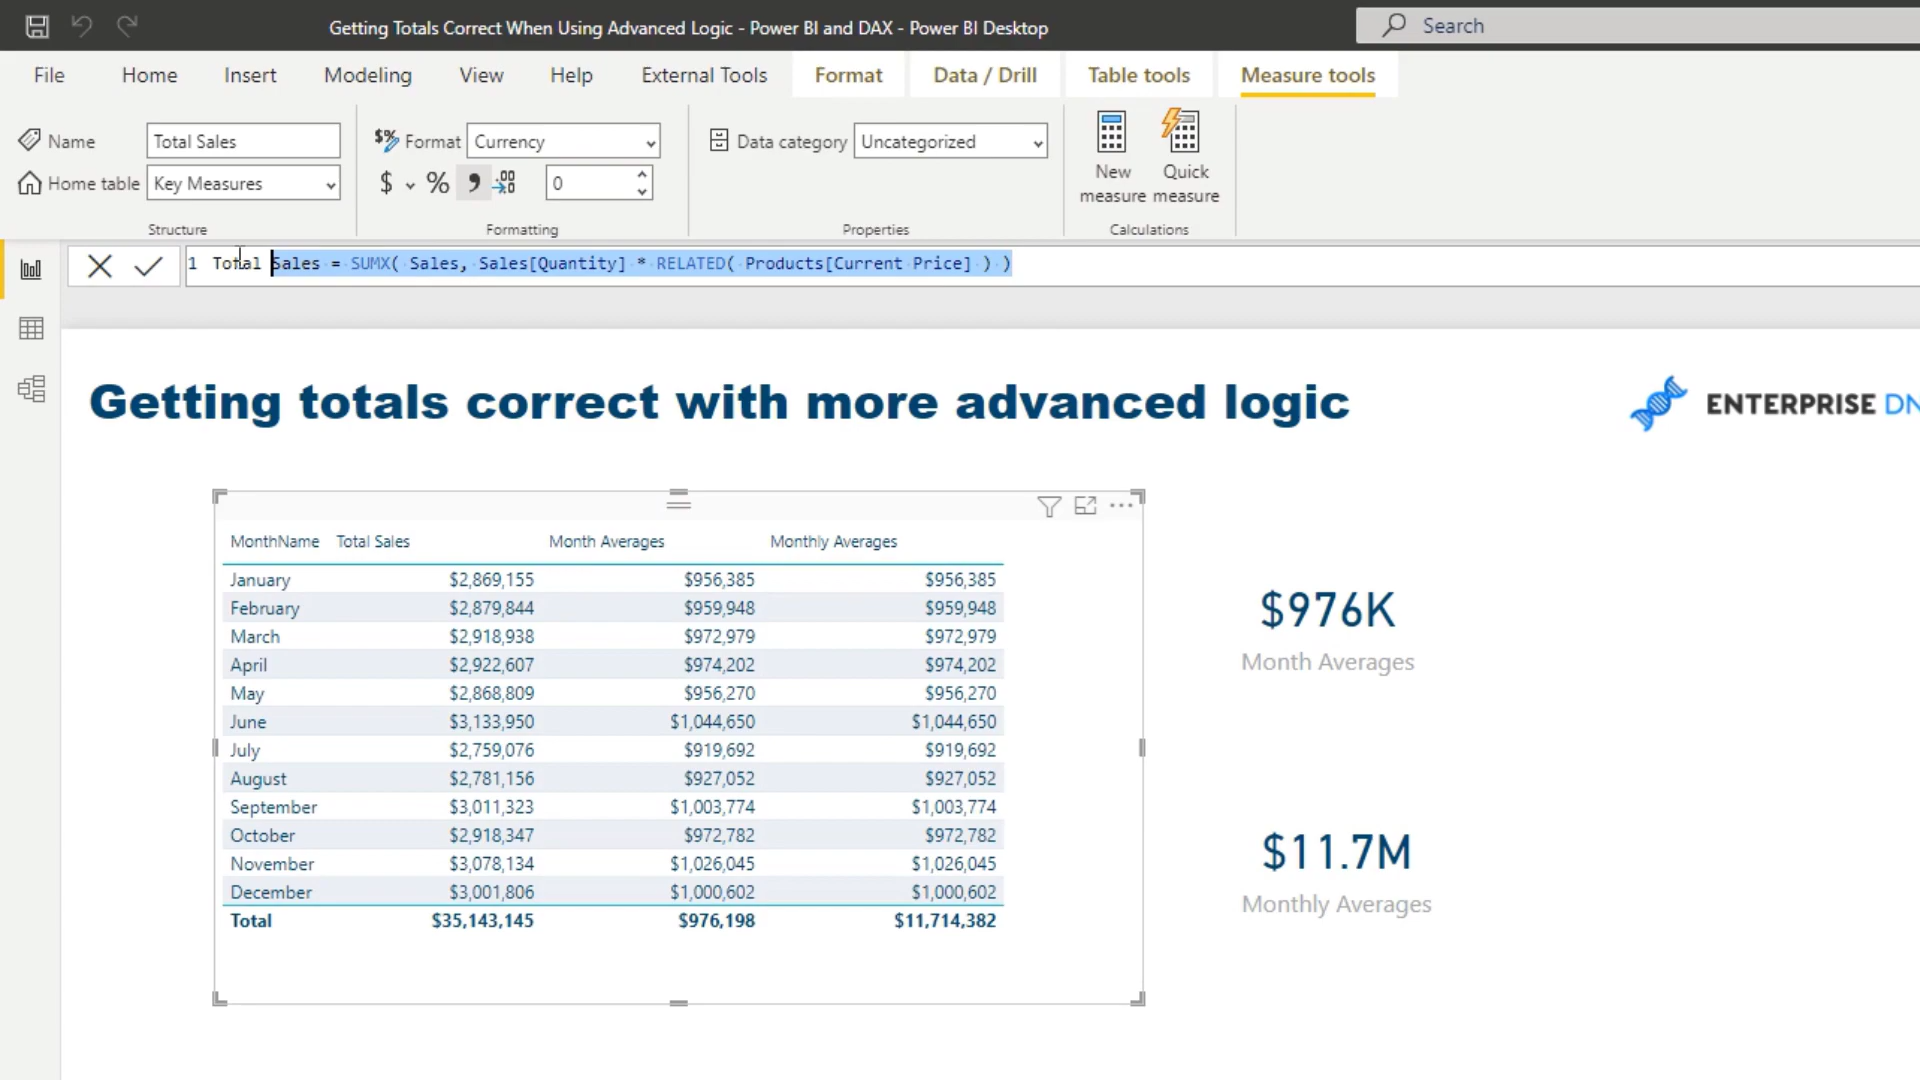 Getting Totals Correct When Using Advanced Logic - Power BI and DAX - Power BI Desktop
Search
File Home Insert Modeling View Help External Tools Format Data / Drill Table tools Measure tools
Name Total Sales
Home table Key Measures
Structure
$% Format Currency
$ % 0
Formatting
Data category Uncategorized
Properties
New measure
Quick measure
Calculations
1 Total Sales = SUMX( Sales, Sales[Quantity] * RELATED( Products[Current Price] ) )
Getting totals correct with more advanced logic
ENTERPRISE DN
MonthName Total Sales Month Averages Monthly Averages
January $2,869,155 $956,385 $956,385
February $2,879,844 $959,948 $959,948
March $2,918,938 $972,979 $972,979
April $2,922,607 $974,202 $974,202
May $2,868,809 $956,270 $956,270
June $3,133,950 $1,044,650 $1,044,650
July $2,759,076 $919,692 $919,692
August $2,781,156 $927,052 $927,052
September $3,011,323 $1,003,774 $1,003,774
October $2,918,347 $972,782 $972,782
November $3,078,134 $1,026,045 $1,026,045
December $3,001,806 $1,000,602 $1,000,602
Total $35,143,145 $976,198 $11,714,382
$976K
Month Averages
$11.7M
Monthly Averages